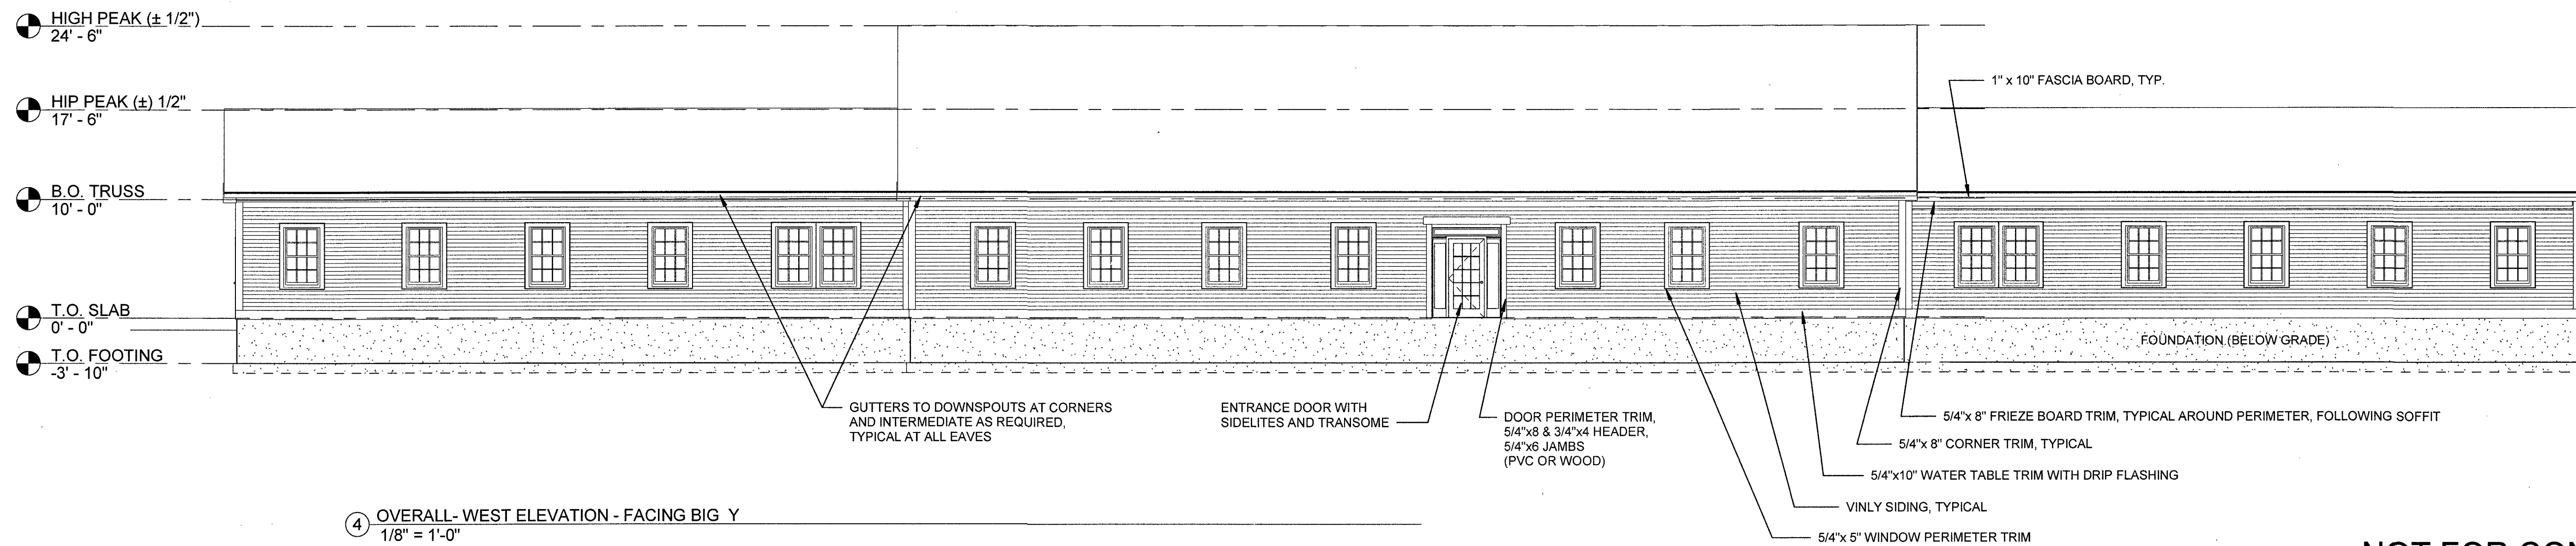 HIGH PEAK (± 1/2")
24' - 6"
HIP PEAK (±) 1/2"
17' - 6"
B.O. TRUSS
10' - 0"
T.O. SLAB
0' - 0"
T.O. FOOTING
-3' - 10"
1" x 10" FASCIA BOARD, TYP.
FOUNDATION (BELOW GRADE)
GUTTERS TO DOWNSPOUTS AT CORNERS
AND INTERMEDIATE AS REQUIRED,
TYPICAL AT ALL EAVES
ENTRANCE DOOR WITH
SIDELITES AND TRANSOME
DOOR PERIMETER TRIM,
5/4"x8 & 3/4"x4 HEADER,
5/4"x6 JAMBS
(PVC OR WOOD)
5/4"x 8" FRIEZE BOARD TRIM, TYPICAL AROUND PERIMETER, FOLLOWING SOFFIT
5/4"x 8" CORNER TRIM, TYPICAL
5/4"x10" WATER TABLE TRIM WITH DRIP FLASHING
VINLY SIDING, TYPICAL
5/4"x 5" WINDOW PERIMETER TRIM
4 OVERALL- WEST ELEVATION - FACING BIG Y
1/8" = 1'-0"